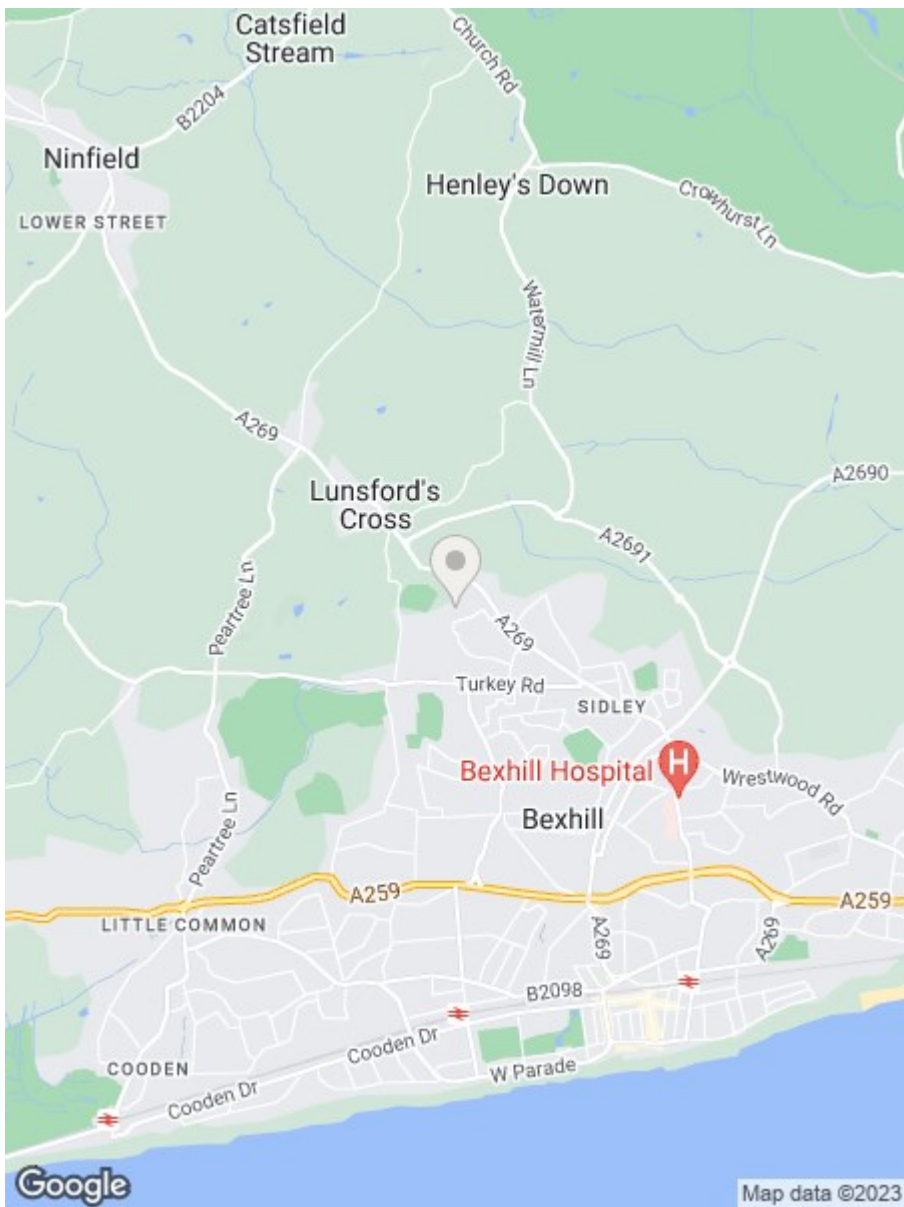 Catsfield
Stream
Church Rd
B2204
Ninfield
Henley's Down
Crowhurst Ln
LOWER STREET
Watermill Ln
A269
A2690
Lunsford's
Cross
A2691
Peartree Ln
A269
Turkey Rd
SIDLEY
Bexhill Hospital
H
Wrestwood Rd
Bexhill
Peartree Ln
A259
A259
LITTLE COMMON
A269
A269
B2098
Cooden Dr
COODEN
W Parade
Cooden Dr
Google
Map data ©2023